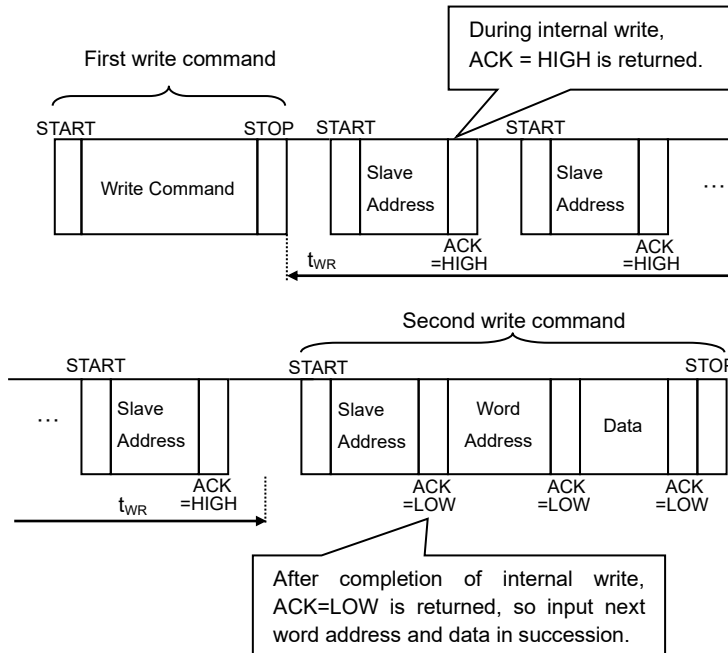 During internal write,
ACK = HIGH is returned.
First write command
START STOP START START
Write Command
Slave
Address
Slave
Address
...
ACK
=HIGH
ACK
=HIGH
tWR
Second write command
START START STOP
...
Slave
Address
Slave
Address
Word
Address
Data
ACK
=HIGH
ACK
=LOW
ACK
=LOW
ACK
=LOW
tWR
After completion of internal write,
ACK=LOW is returned, so input next
word address and data in succession.